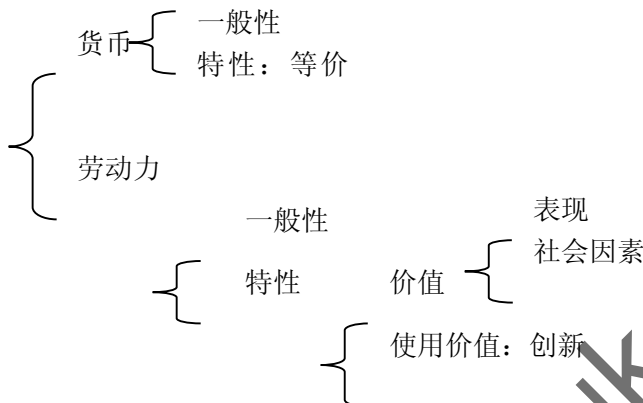 货币
一般性
特性：等价
劳动力
一般性
表现
社会因素
特性
价值
使用价值：创新